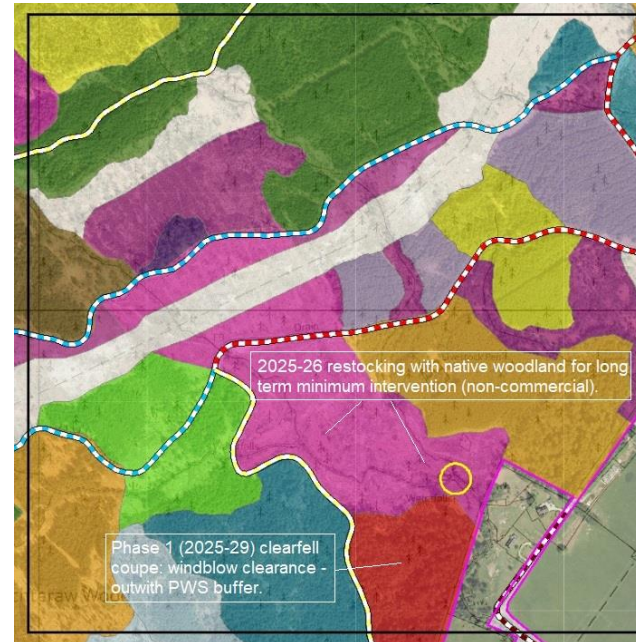 2025-26 restocking with native woodland for long
term minimum intervention (non-commercial).
Phase 1 (2025-29) clearfell
coupe: windblow clearance -
outwith PWS buffer.